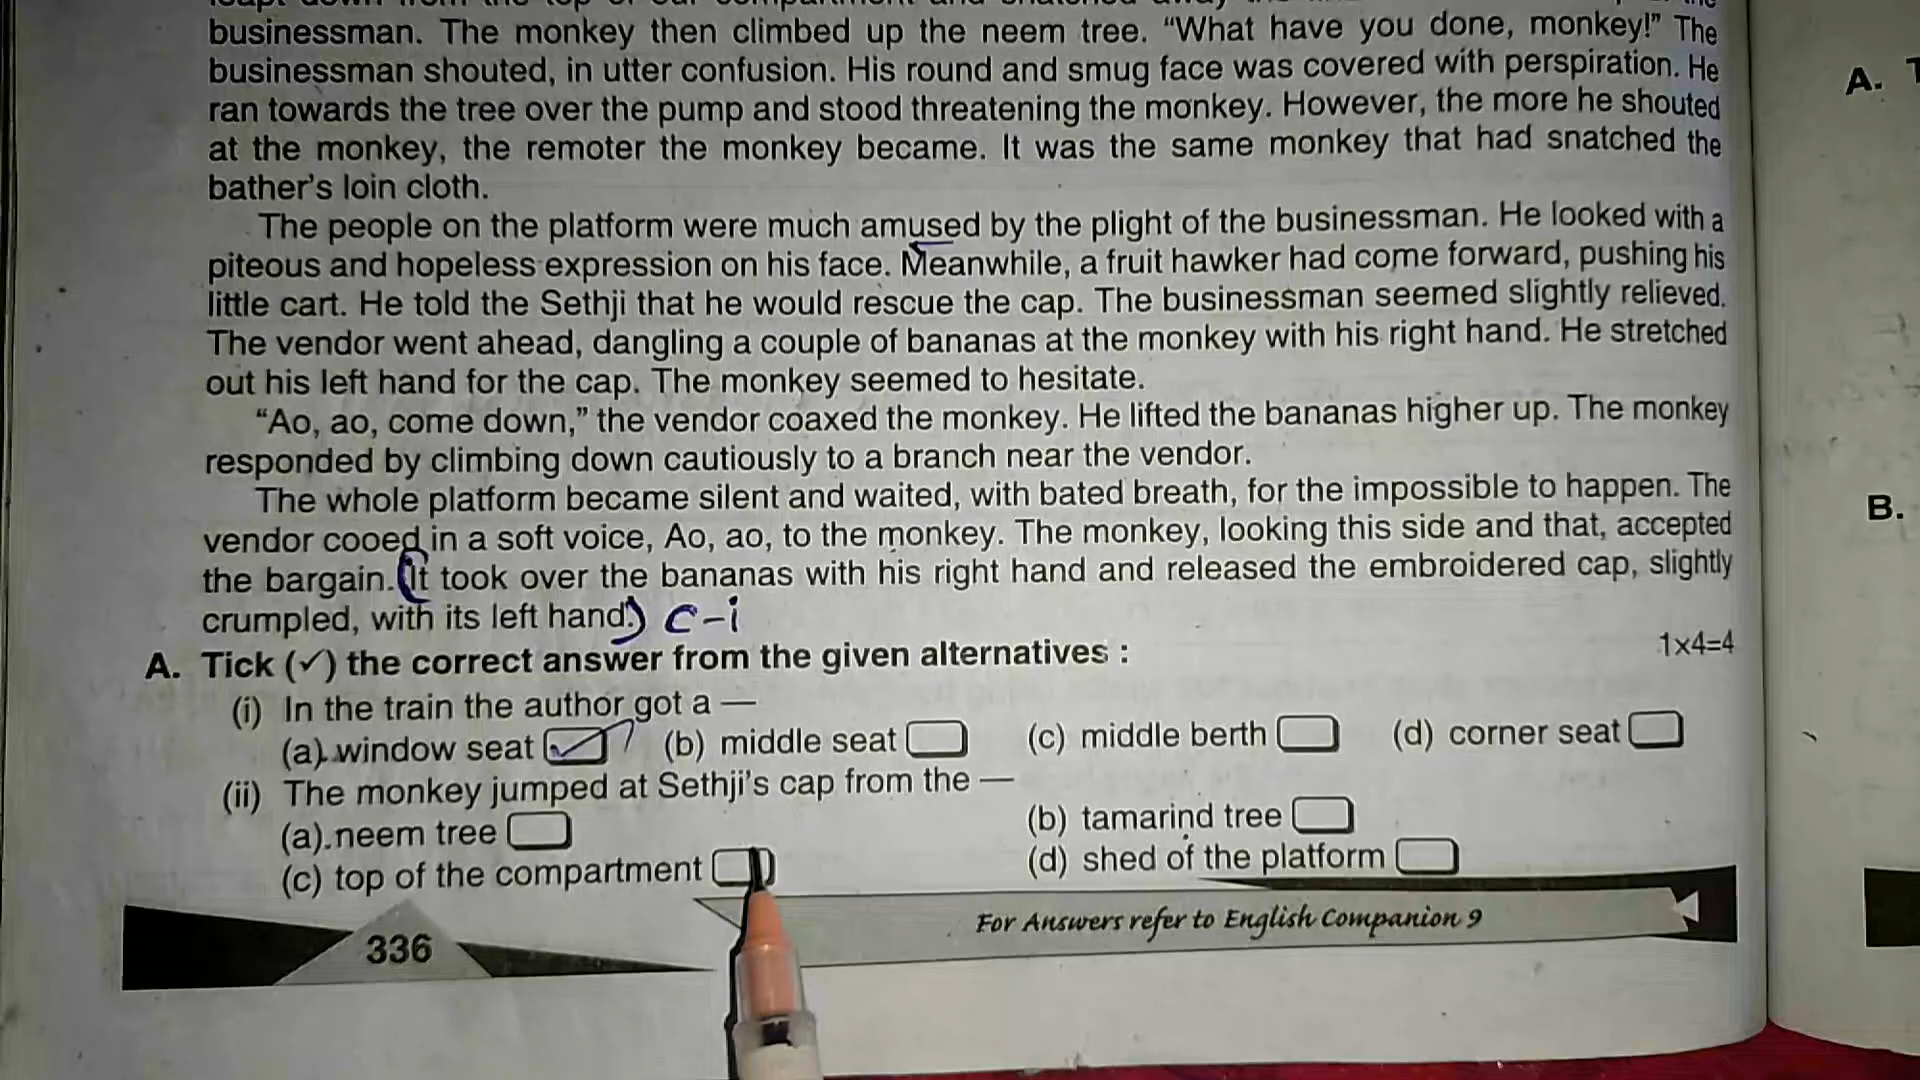 leapt down from the top of our compartment and snatched away the
businessman. The monkey then climbed up the neem tree. “What have you done, monkey!” The
businessman shouted, in utter confusion. His round and smug face was covered with perspiration. He
ran towards the tree over the pump and stood threatening the monkey. However, the more he shouted
at the monkey, the remoter the monkey became. It was the same monkey that had snatched the
bather’s loin cloth.
The people on the platform were much amused by the plight of the businessman. He looked with a
piteous and hopeless expression on his face. Meanwhile, a fruit hawker had come forward, pushing his
little cart. He told the Sethji that he would rescue the cap. The businessman seemed slightly relieved.
The vendor went ahead, dangling a couple of bananas at the monkey with his right hand. He stretched
out his left hand for the cap. The monkey seemed to hesitate.
“Ao, ao, come down,” the vendor coaxed the monkey. He lifted the bananas higher up. The monkey
responded by climbing down cautiously to a branch near the vendor.
The whole platform became silent and waited, with bated breath, for the impossible to happen. The
vendor cooed in a soft voice, Ao, ao, to the monkey. The monkey, looking this side and that, accepted
the bargain. (It took over the bananas with his right hand and released the embroidered cap, slightly
crumpled, with its left hand.) C-i
A. Tick (✓) the correct answer from the given alternatives : 1x4=4
(i) In the train the author got a —
(a) window seat (b) middle seat (c) middle berth (d) corner seat
(ii) The monkey jumped at Sethji’s cap from the —
(a) neem tree (b) tamarind tree
(c) top of the compartment (d) shed of the platform
336 For Answers refer to English Companion 9
A.
B.